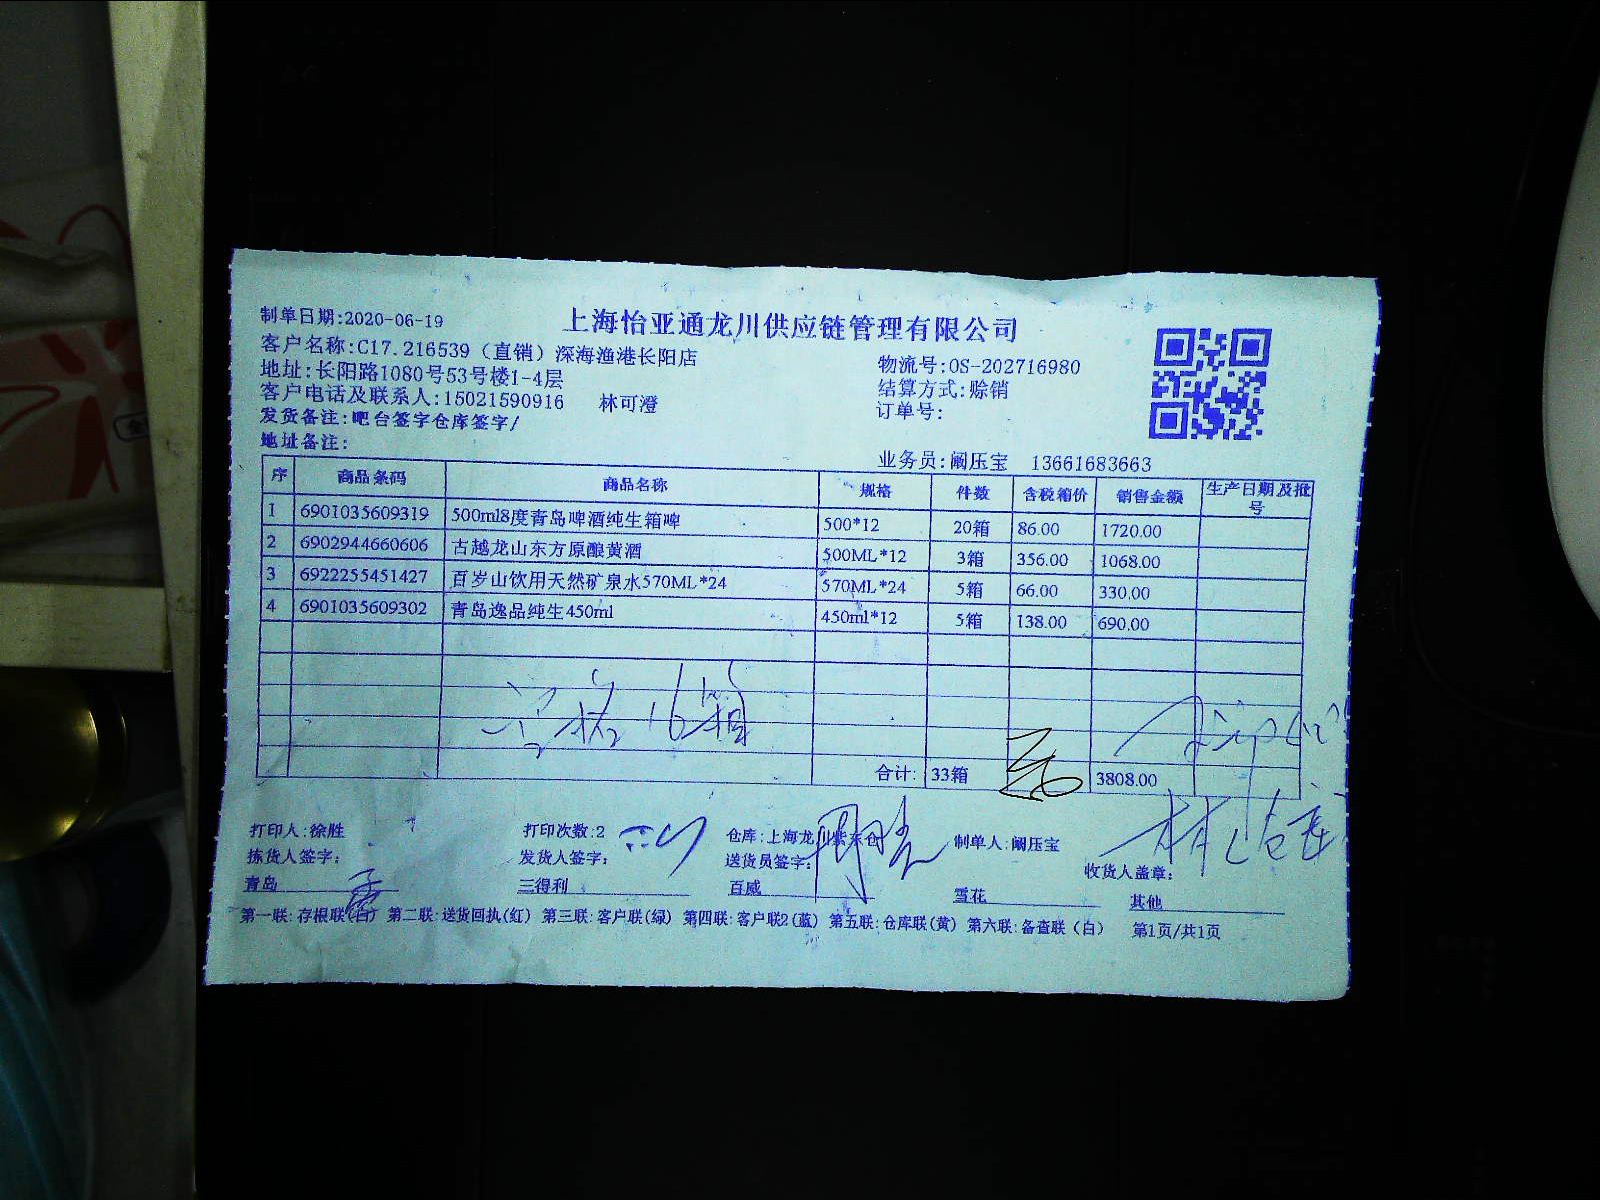 制单日期:2020-06-19
上海怡亚通龙川供应链管理有限公司
客户名称:C17.216539（直销）深海渔港长阳店
物流号:OS-202716980
地址:长阳路1080号53号楼1-4层
结算方式:赊销
客户电话及联系人:15021590916 林可澄
订单号:
发货备注:吧台签字仓库签字/
地址备注:
业务员:阚压宝 13661683663
序 商品条码 商品名称 规格 件数 含税箱价 销售金额 生产日期及批号
1 6901035609319 500ml8度青岛啤酒纯生箱啤 500*12 20箱 86.00 1720.00
2 6902944660606 古越龙山东方原酿黄酒 500ML*12 3箱 356.00 1068.00
3 6922255451427 百岁山饮用天然矿泉水570ML*24 570ML*24 5箱 66.00 330.00
4 6901035609302 青岛逸品纯生450ml 450ml*12 5箱 138.00 690.00
16箱
合计: 33箱 3808.00
打印人:徐胜 打印次数:2 仓库:上海龙川紫东仓 制单人:阚压宝
拣货人签字: 发货人签字: 送货员签字: 收货人盖章:
青岛 三得利 百威 雪花 其他
第一联:存根联(白) 第二联:送货回执(红) 第三联:客户联(绿) 第四联:客户联2(蓝) 第五联:仓库联(黄) 第六联:备查联（白） 第1页/共1页